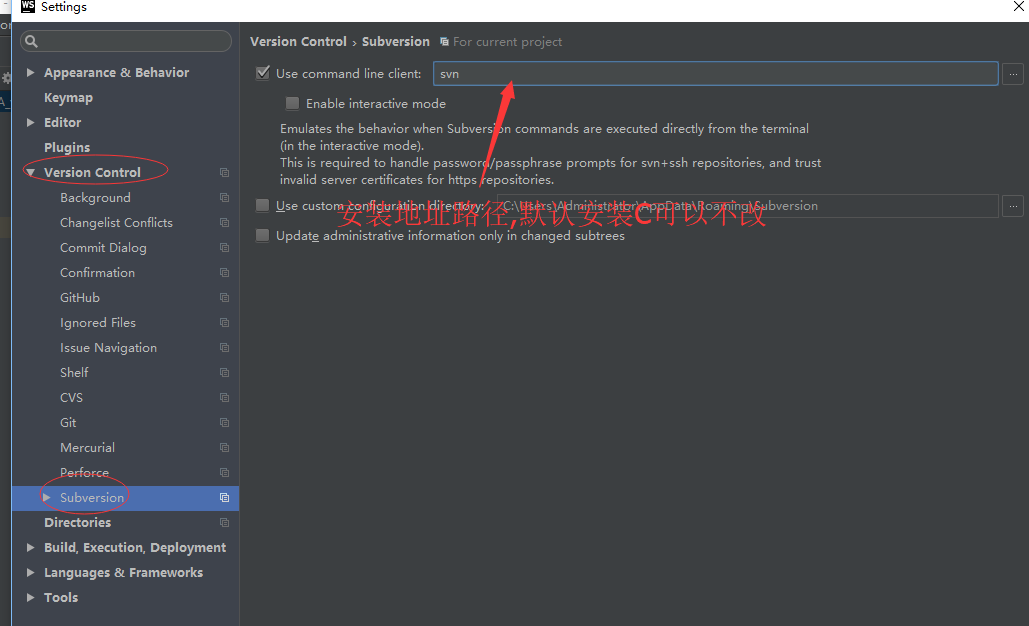 WS Settings
Version Control › Subversion For current project
Appearance & Behavior
Keymap
Editor
Plugins
Version Control
Background
Changelist Conflicts
Commit Dialog
Confirmation
GitHub
Ignored Files
Issue Navigation
Shelf
CVS
Git
Mercurial
Perforce
Subversion
Directories
Build, Execution, Deployment
Languages & Frameworks
Tools
Use command line client: svn ...
Enable interactive mode
Emulates the behavior when Subversion commands are executed directly from the terminal
(in the interactive mode).
This is required to handle password/passphrase prompts for svn+ssh repositories, and trust
invalid server certificates for https repositories.
Use custom configuration directory: C:\Users\Administrator\AppData\Roaming\Subversion ...
安装地址路径,默认安装C可以不改
Update administrative information only in changed subtrees